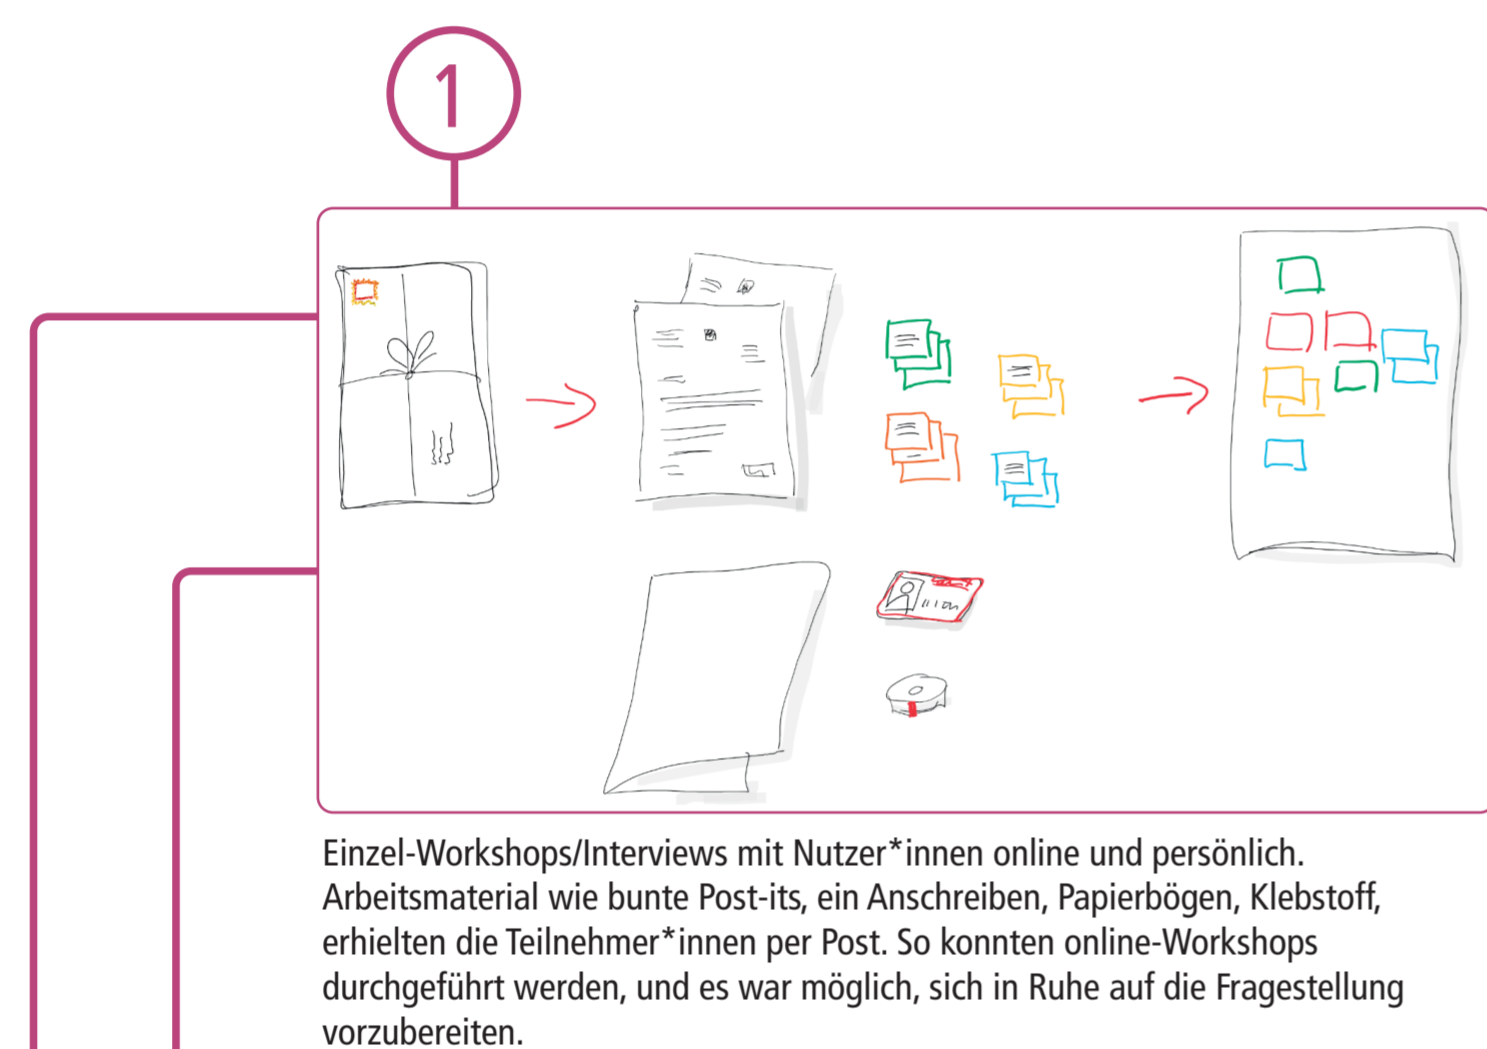 1
Einzel-Workshops/Interviews mit Nutzer*innen online und persönlich.
Arbeitsmaterial wie bunte Post-its, ein Anschreiben, Papierbögen, Klebstoff,
erhielten die Teilnehmer*innen per Post. So konnten online-Workshops
durchgeführt werden, und es war möglich, sich in Ruhe auf die Fragestellung
vorzubereiten.